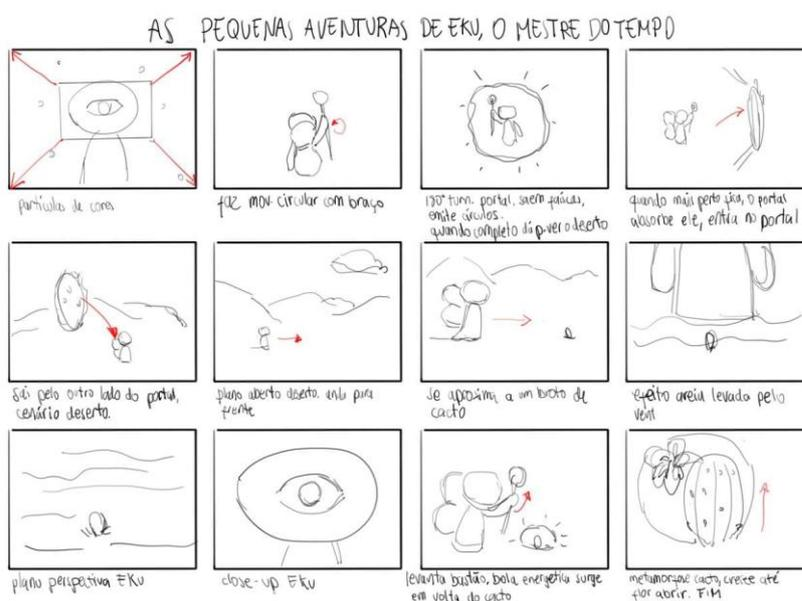 AS PEQUENAS AVENTURAS DE EKU, O MESTRE DO TEMPO
partículas de cores
faz mov. circular com braço
180° turn. portal, saem faíscas,
emite círculos.
quando completo dá p. ver o deserto
quando mais perto fica, o portal
absorbe ele, entra no portal
Sai pelo outro lado do portal,
cenário deserto.
plano aberto deserto. anda para
frente
se aproxima a um broto de
cacto
efeito areia levada pelo
vent
plano perspectiva EKU
close-up EKU
levanta bastão, bola energética surge
em volta do cacto
metamorfose cacto, cresce até
flor abrir. FIM